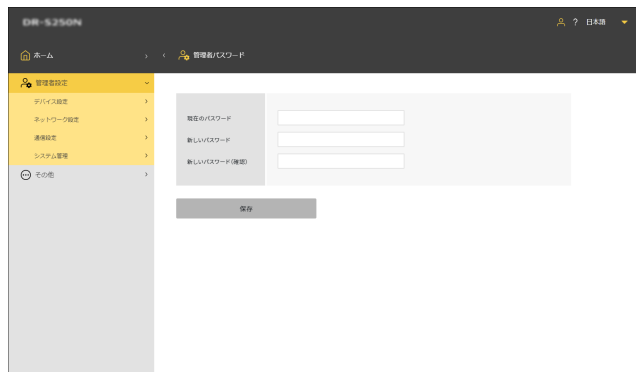 DR-S250N
? 日本語
ホーム
管理者パスワード
管理者設定
デバイス設定
ネットワーク設定
通信設定
システム管理
その他
現在のパスワード
新しいパスワード
新しいパスワード(確認)
保存